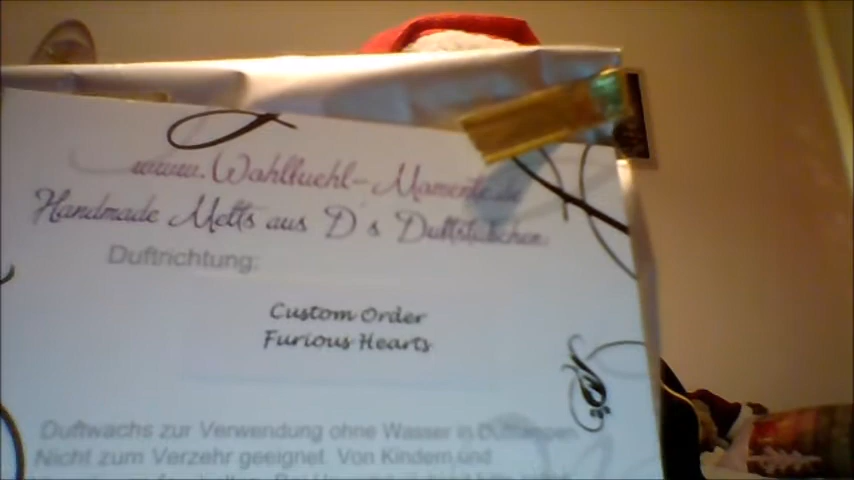 www.Wohlfuehl-Momente.de
Handmade Melts aus D's Duftstübchen
Duftrichtung:
Custom Order
Furious Hearts
Duftwachs zur Verwendung ohne Wasser in Duftlampen.
Nicht zum Verzehr geeignet. Von Kindern und